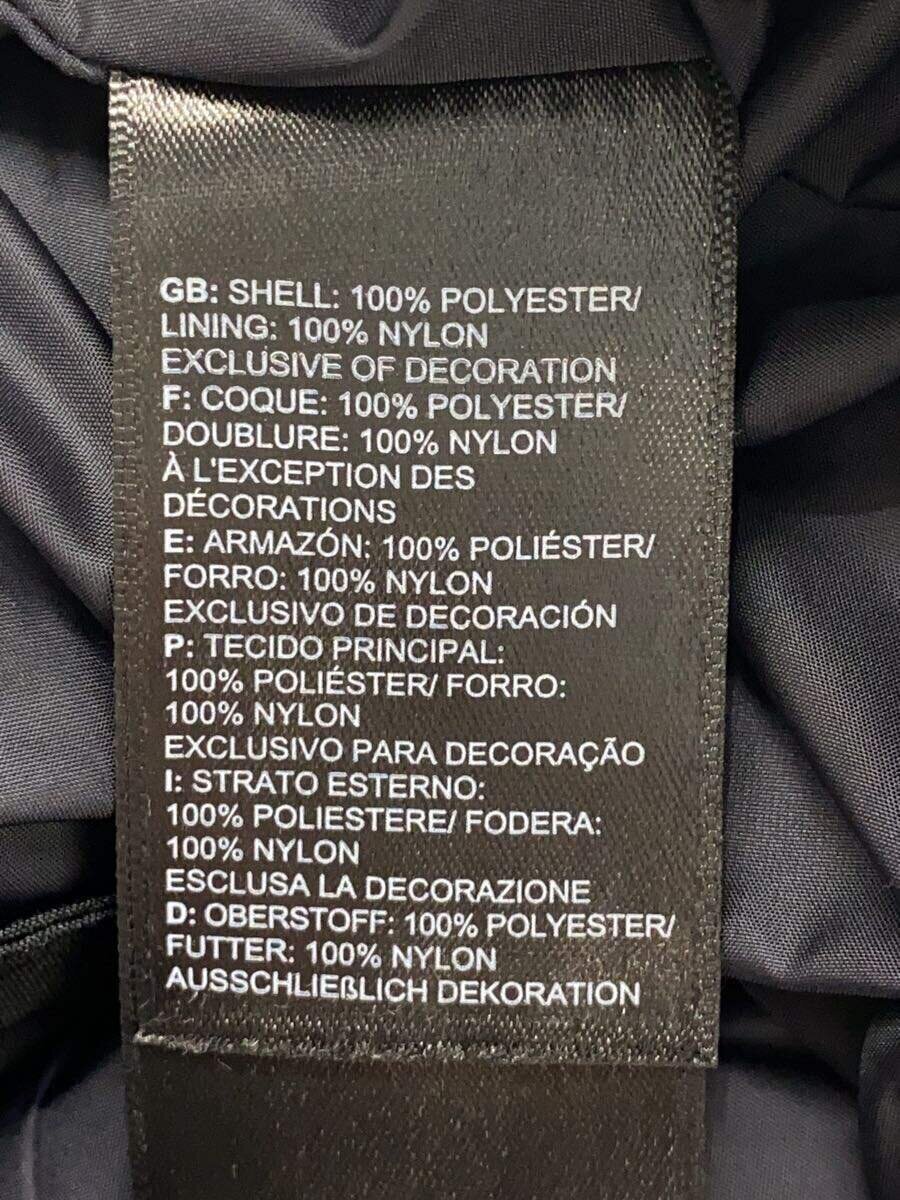 GB: SHELL: 100% POLYESTER/
LINING: 100% NYLON
EXCLUSIVE OF DECORATION
F: COQUE: 100% POLYESTER/
DOUBLURE: 100% NYLON
À L'EXCEPTION DES
DÉCORATIONS
E: ARMAZÓN: 100% POLIÉSTER/
FORRO: 100% NYLON
EXCLUSIVO DE DECORACIÓN
P: TECIDO PRINCIPAL:
100% POLIÉSTER/ FORRO:
100% NYLON
EXCLUSIVO PARA DECORAÇÃO
I: STRATO ESTERNO:
100% POLIESTERE/ FODERA:
100% NYLON
ESCLUSA LA DECORAZIONE
D: OBERSTOFF: 100% POLYESTER/
FUTTER: 100% NYLON
AUSSCHLIEßLICH DEKORATION